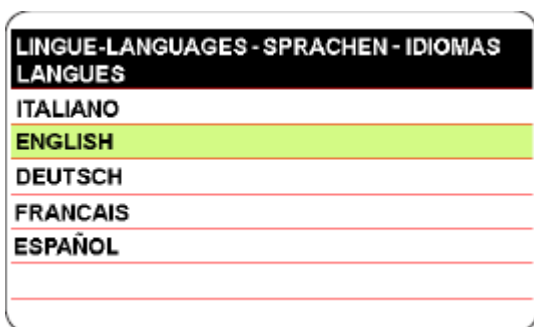 LINGUE-LANGUAGES - SPRACHEN - IDIOMAS
LANGUES
ITALIANO
ENGLISH
DEUTSCH
FRANCAIS
ESPAÑOL